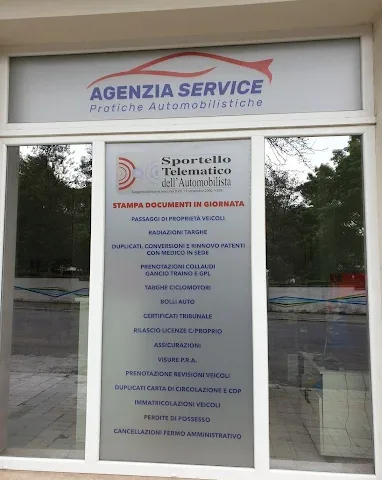 AGENZIA SERVICE
Pratiche Automobilistiche
Sportello
Telematico
dell'Automobilista
STAMPA DOCUMENTI IN GIORNATA
PASSAGGI DI PROPRIETÀ VEICOLI
RADIAZIONI TARGHE
DUPLICATI, CONVERSIONI E RINNOVO PATENTI
CON MEDICO IN SEDE
PRENOTAZIONI COLLAUDI
GANCIO TRAINO E GPL
TARGHE CICLOMOTORI
BOLLI AUTO
CERTIFICATI TRIBUNALE
RILASCIO LICENZE C/PROPRIO
ASSICURAZIONI
VISURE P.R.A.
PRENOTAZIONE REVISIONI VEICOLI
DUPLICATI CARTA DI CIRCOLAZIONE E CDP
IMMATRICOLAZIONI VEICOLI
PERDITE DI POSSESSO
CANCELLAZIONI FERMO AMMINISTRATIVO